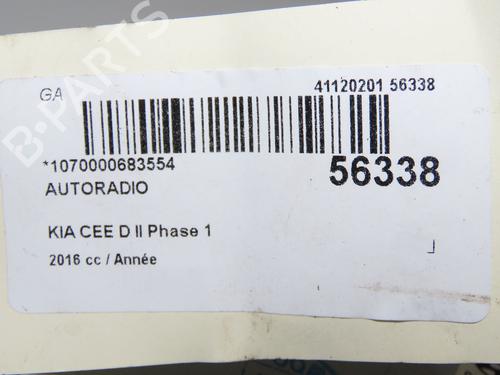 B-PARTS
GA
41120201 56338
*1070000683554
56338
AUTORADIO
KIA CEE D II Phase 1
2016 cc / Année